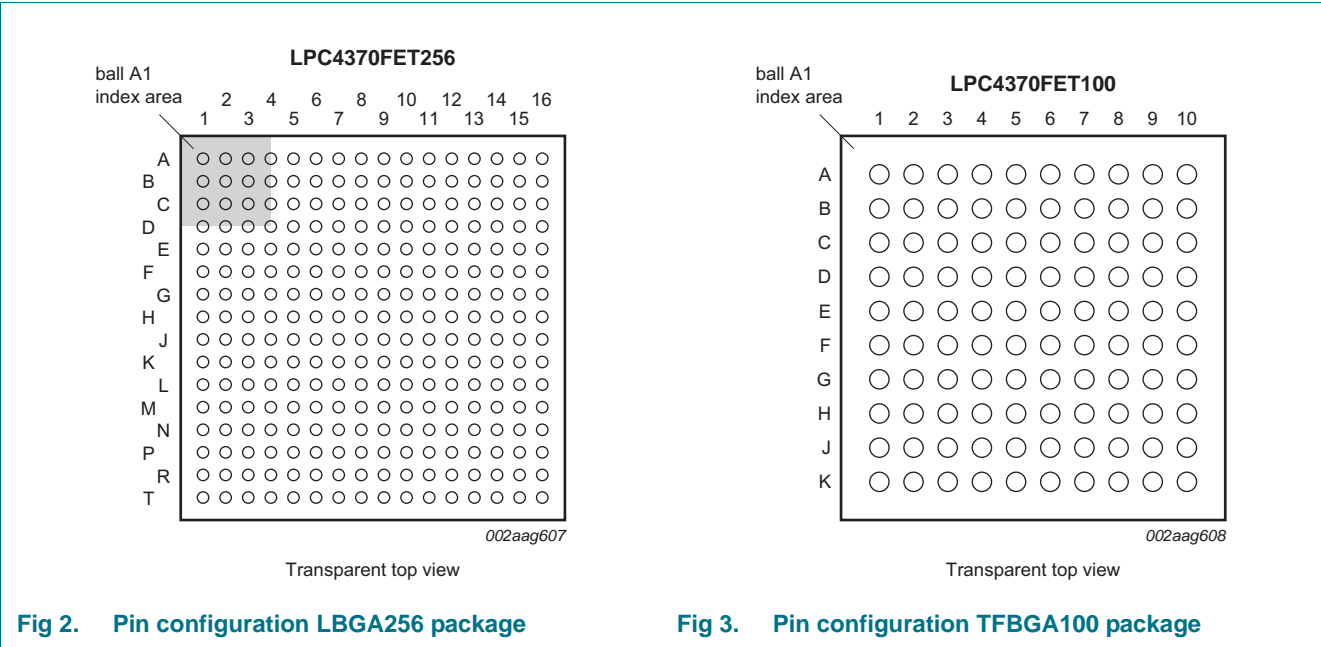 LPC4370FET256
ball A1
index area
2 4 6 8 10 12 14 16
1 3 5 7 9 11 13 15
A
B
C
D
E
F
G
H
J
K
L
M
N
P
R
T
002aag607
Transparent top view
Fig 2. Pin configuration LBGA256 package
ball A1
index area
LPC4370FET100
1 2 3 4 5 6 7 8 9 10
A
B
C
D
E
F
G
H
J
K
002aag608
Transparent top view
Fig 3. Pin configuration TFBGA100 package